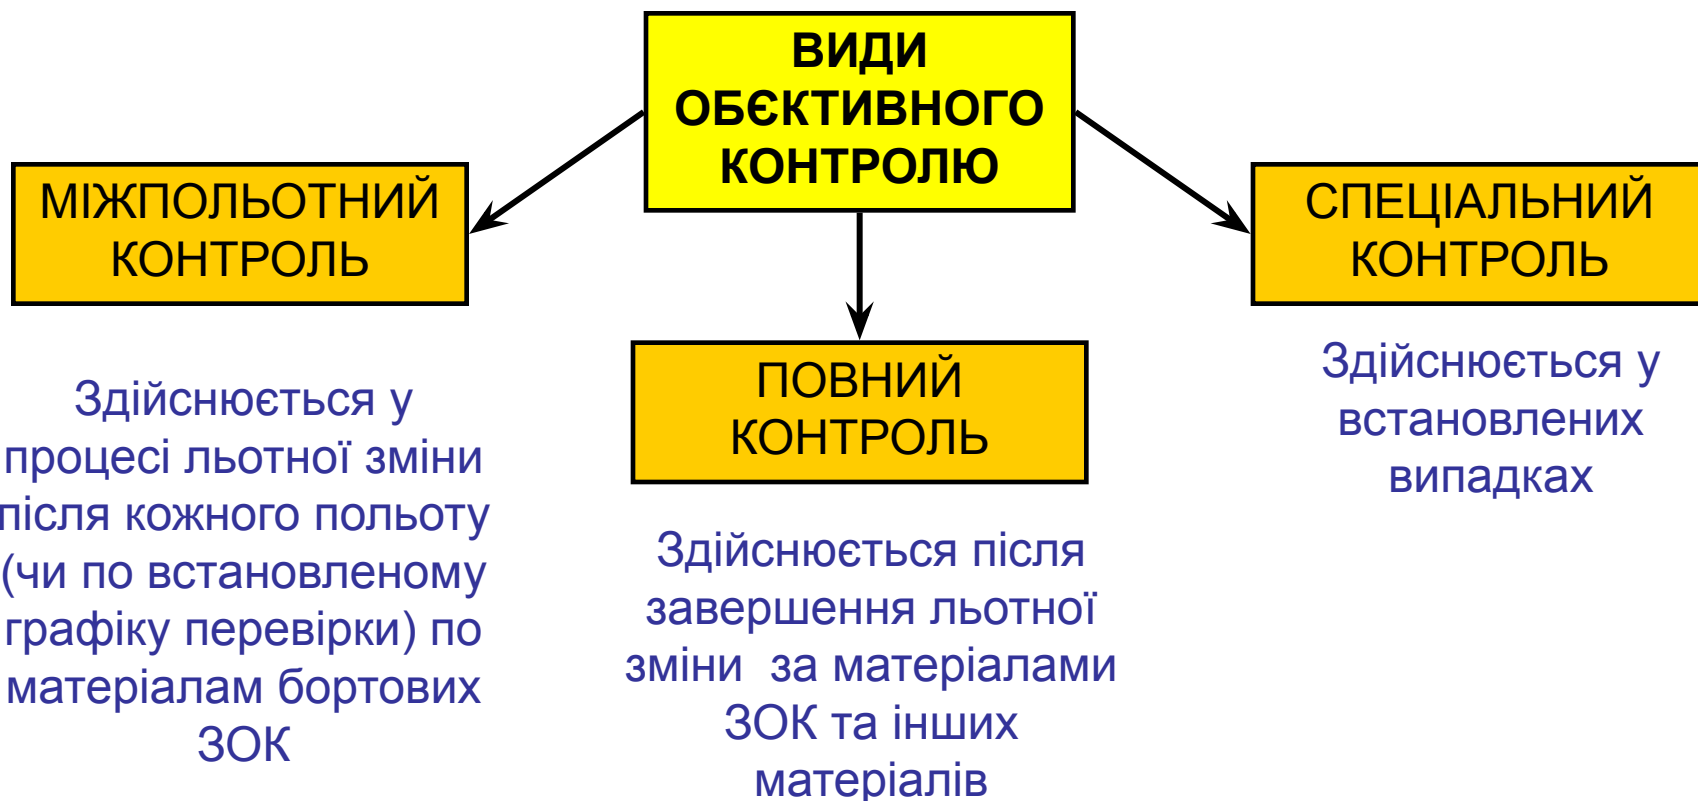 ВИДИ
ОБЄКТИВНОГО
КОНТРОЛЮ
МІЖПОЛЬОТНИЙ
КОНТРОЛЬ
Здійснюється у
процесі льотної зміни
після кожного польоту
(чи по встановленому
графіку перевірки) по
матеріалам бортових
ЗОК
ПОВНИЙ
КОНТРОЛЬ
Здійснюється після
завершення льотної
зміни за матеріалами
ЗОК та інших
матеріалів
СПЕЦІАЛЬНИЙ
КОНТРОЛЬ
Здійснюється у
встановлених
випадках